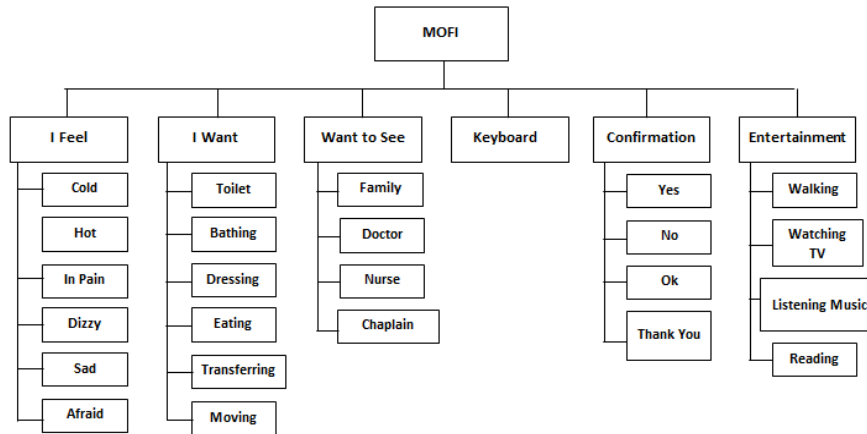 MOFI
I Feel
I Want
Want to See
Keyboard
Confirmation
Entertainment
Cold
Hot
In Pain
Dizzy
Sad
Afraid
Toilet
Bathing
Dressing
Eating
Transferring
Moving
Family
Doctor
Nurse
Chaplain
Yes
No
Ok
Thank You
Walking
Watching
TV
Listening Music
Reading